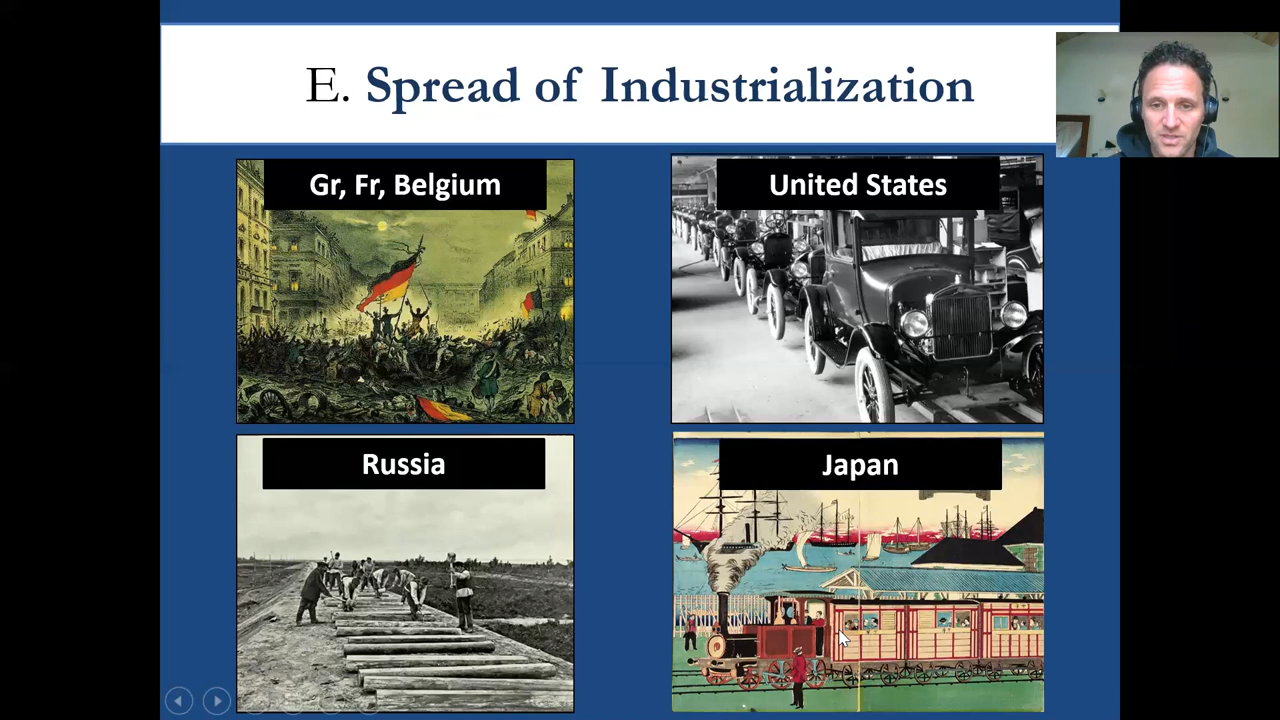 E. Spread of Industrialization
Gr, Fr, Belgium
United States
Russia
Japan